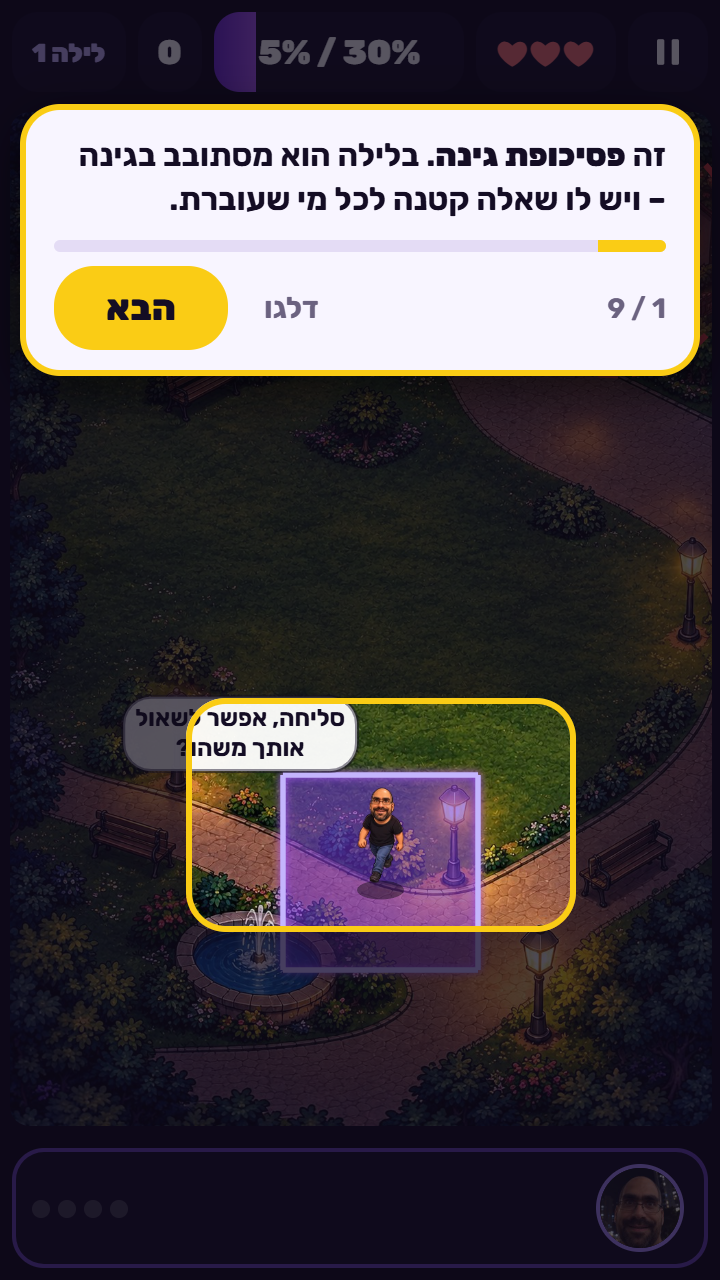 לילה 1
0
5% / 30%
זה פסיכופת גינה. בלילה הוא מסתובב בגינה
– ויש לו שאלה קטנה לכל מי שעוברת.
1 / 9
דלגו
הבא
סליחה, אפשר לשאול
אותך משהו?